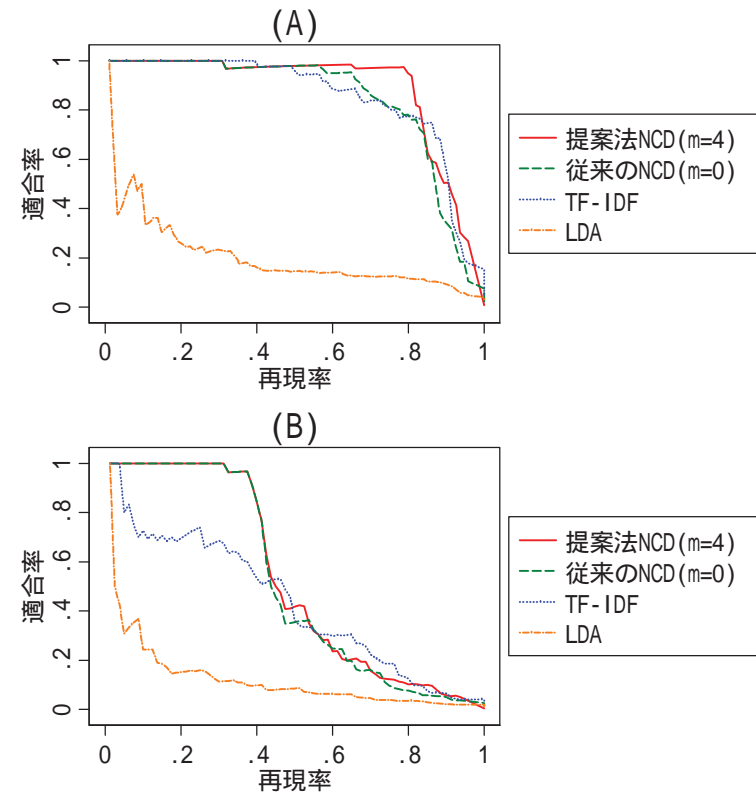 (A)
1
.8
.6
.4
.2
0
適合率
0
.2
.4
.6
.8
1
再現率
提案法NCD(m=4)
従来のNCD(m=0)
TF-IDF
LDA
(B)
1
.8
.6
.4
.2
0
適合率
0
.2
.4
.6
.8
1
再現率
提案法NCD(m=4)
従来のNCD(m=0)
TF-IDF
LDA